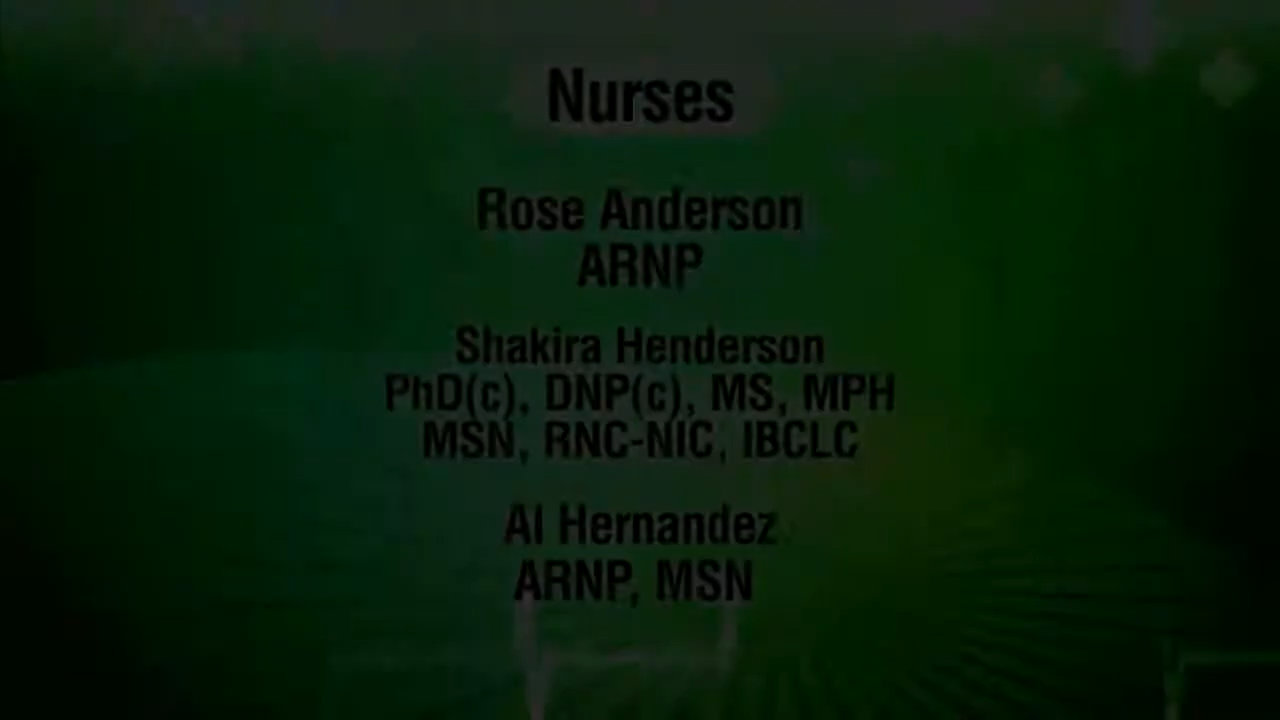 Nurses
Rose Anderson
ARNP
Shakira Henderson
PhD(c), DNP(c), MS, MPH
MSN, RNC-NIC, IBCLC
Al Hernandez
ARNP, MSN